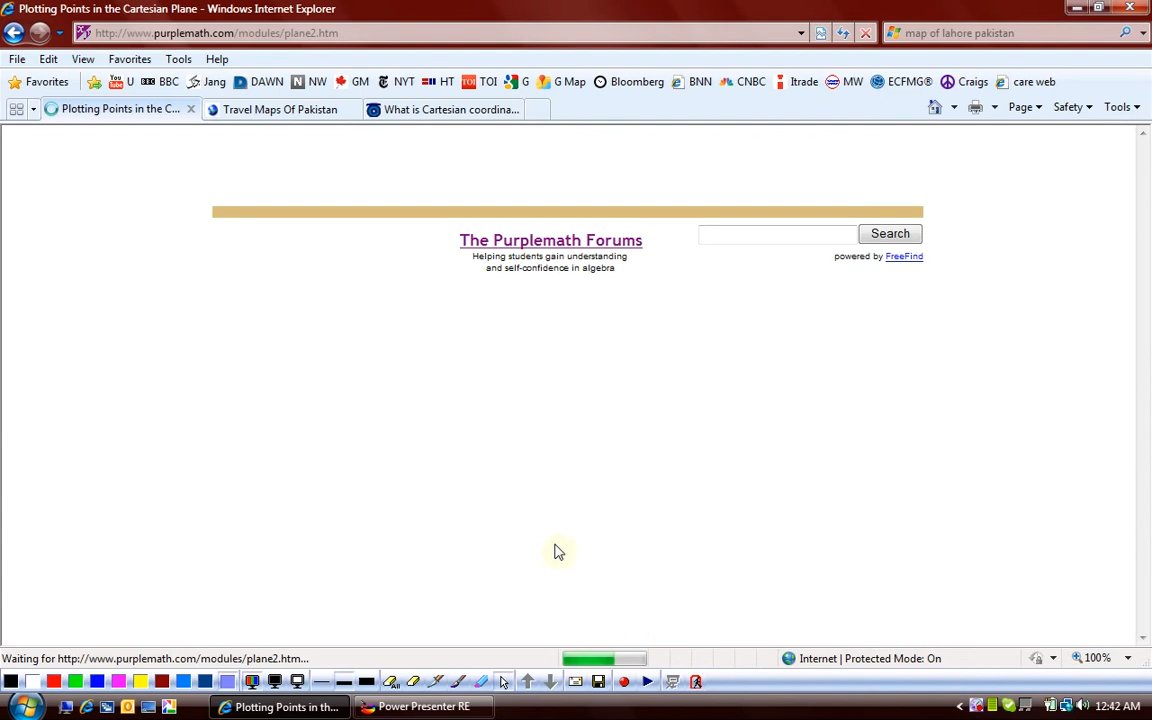 Plotting Points in the Cartesian Plane - Windows Internet Explorer
http://www.purplemath.com/modules/plane2.htm
map of lahore pakistan
File Edit View Favorites Tools Help
Favorites You Tube U BBC Jang DAWN N NW GM NYT HT TOI TOI G G Map Bloomberg BNN CNBC Itrade MW ECFMG® Craigs care web
Plotting Points in the C... Travel Maps Of Pakistan What is Cartesian coordina... Page Safety Tools
The Purplemath Forums Search
Helping students gain understanding
and self-confidence in algebra
powered by FreeFind
Waiting for http://www.purplemath.com/modules/plane2.htm... Internet | Protected Mode: On 100%
All
Plotting Points in th... Power Presenter RE 12:42 AM